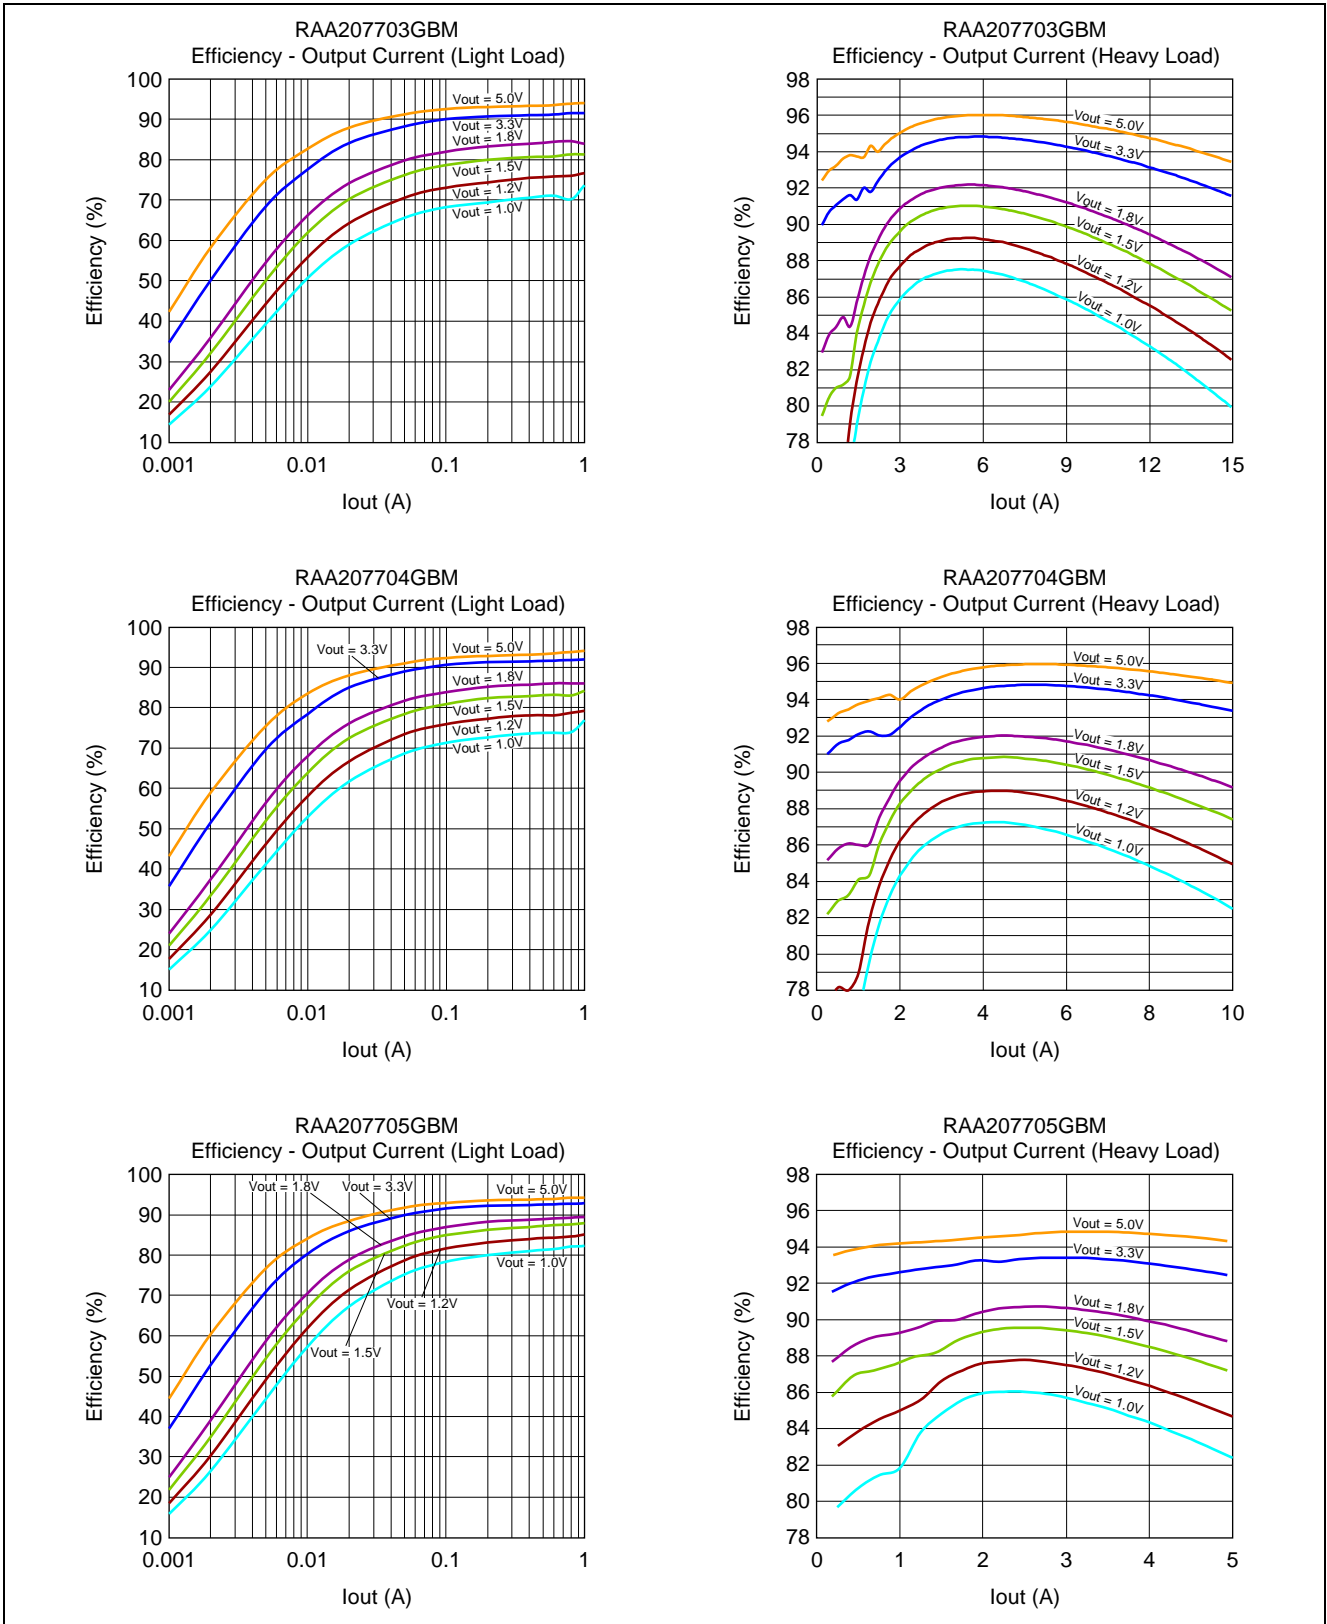 RAA207703GBM
Efficiency - Output Current (Light Load)
100
90
80
70
60
50
40
30
20
10
Efficiency (%)
Vout = 5.0V
Vout = 3.3V
Vout = 1.8V
Vout = 1.5V
Vout = 1.2V
Vout = 1.0V
0.001 0.01 0.1 1
Iout (A)
RAA207703GBM
Efficiency - Output Current (Heavy Load)
98
96
94
92
90
88
86
84
82
80
78
Efficiency (%)
Vout = 5.0V
Vout = 3.3V
Vout = 1.8V
Vout = 1.5V
Vout = 1.2V
Vout = 1.0V
0 3 6 9 12 15
Iout (A)
RAA207704GBM
Efficiency - Output Current (Light Load)
100
90
80
70
60
50
40
30
20
10
Efficiency (%)
Vout = 3.3V
Vout = 5.0V
Vout = 1.8V
Vout = 1.5V
Vout = 1.2V
Vout = 1.0V
0.001 0.01 0.1 1
Iout (A)
RAA207704GBM
Efficiency - Output Current (Heavy Load)
98
96
94
92
90
88
86
84
82
80
78
Efficiency (%)
Vout = 5.0V
Vout = 3.3V
Vout = 1.8V
Vout = 1.5V
Vout = 1.2V
Vout = 1.0V
0 2 4 6 8 10
Iout (A)
RAA207705GBM
Efficiency - Output Current (Light Load)
100
90
80
70
60
50
40
30
20
10
Efficiency (%)
Vout = 1.8V
Vout = 3.3V
Vout = 5.0V
Vout = 1.0V
Vout = 1.2V
Vout = 1.5V
0.001 0.01 0.1 1
Iout (A)
RAA207705GBM
Efficiency - Output Current (Heavy Load)
98
96
94
92
90
88
86
84
82
80
78
Efficiency (%)
Vout = 5.0V
Vout = 3.3V
Vout = 1.8V
Vout = 1.5V
Vout = 1.2V
Vout = 1.0V
0 1 2 3 4 5
Iout (A)